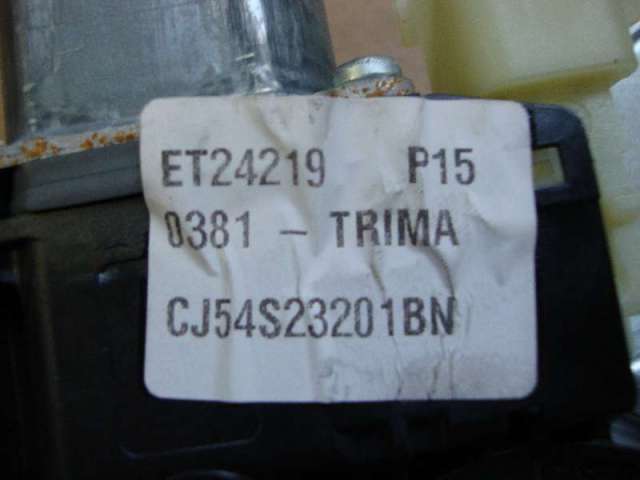 ET24219 P15
0381 - TRIMA
CJ54S23201BN